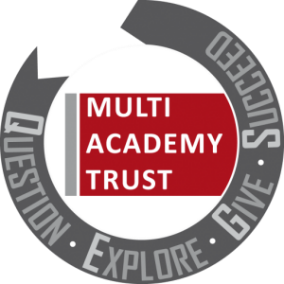 MULTI
ACADEMY
TRUST
QUESTION · EXPLORE · GIVE · SUCCEED